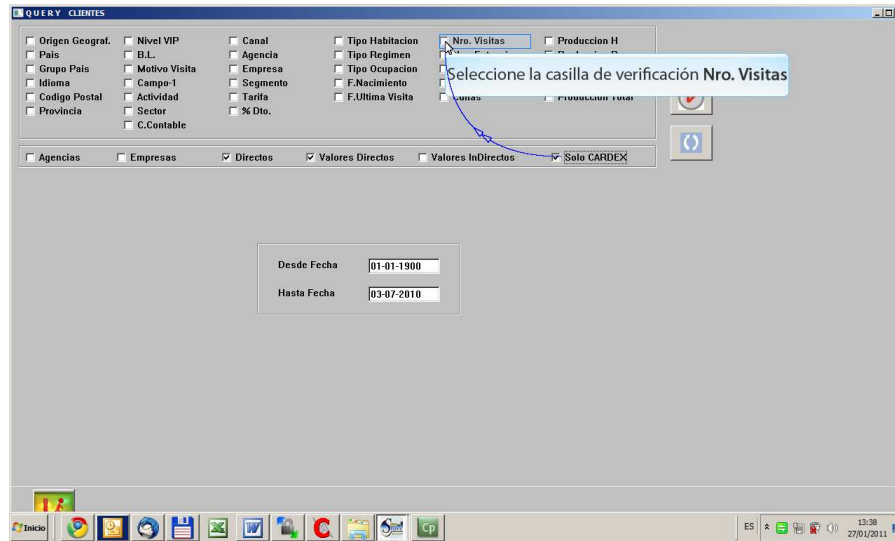 QUERY CLIENTES
Origen Geograf. Nivel VIP Canal Tipo Habitacion Nro. Visitas Produccion H
Pais B.L. Agencia Tipo Regimen
Grupo Pais Motivo Visita Empresa Tipo Ocupacion
Seleccione la casilla de verificación Nro. Visitas
Idioma Campo-1 Segmento F.Nacimiento
Codigo Postal Actividad Tarifa F.Ultima Visita Produccion Total
Provincia Sector % Dto.
C.Contable
Agencias Empresas Directos Valores Directos Valores InDirectos Solo CARDEX
Desde Fecha 01-01-1900
Hasta Fecha 03-07-2010
Inicio ES 13:38
27/01/2011